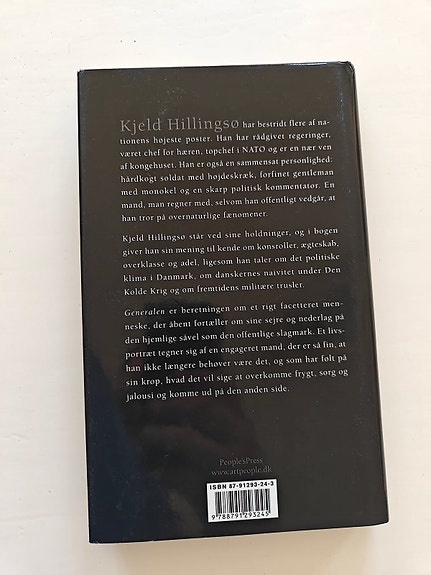 Kjeld Hillingsø har bestridt flere af na-
tionens højeste poster. Han har rådgivet regeringer,
været chef for hæren, topchef i NATO og er en nær ven
af kongehuset. Han er også en sammensat personlighed:
hårdkogt soldat med højdeskræk, forfinet gentleman
med monokel og en skarp politisk kommentator. En
mand, man regner med, selvom han offentligt vedgår, at
han tror på overnaturlige fænomener.
Kjeld Hillingsø står ved sine holdninger, og i bogen
giver han sin mening til kende om konsroller, ægteskab,
overklasse og adel, ligesom han taler om det politiske
klima i Danmark, om danskernes naivitet under Den
Kolde Krig og om fremtidens militære trusler.
Generalen er beretningen om et rigt facetteret men-
neske, der åbent fortæller om sine sejre og nederlag på
den hjemlige såvel som den offentlige slagmark. Et livs-
portræt tegner sig af en engageret mand, der er så fin, at
han ikke længere behøver være det, og som har følt på
sin krop, hvad det vil sige at overkomme frygt, sorg og
jalousi og komme ud på den anden side.
People'sPress
www.artpeople.dk
ISBN 87-91293-24-3
9 788791 293245